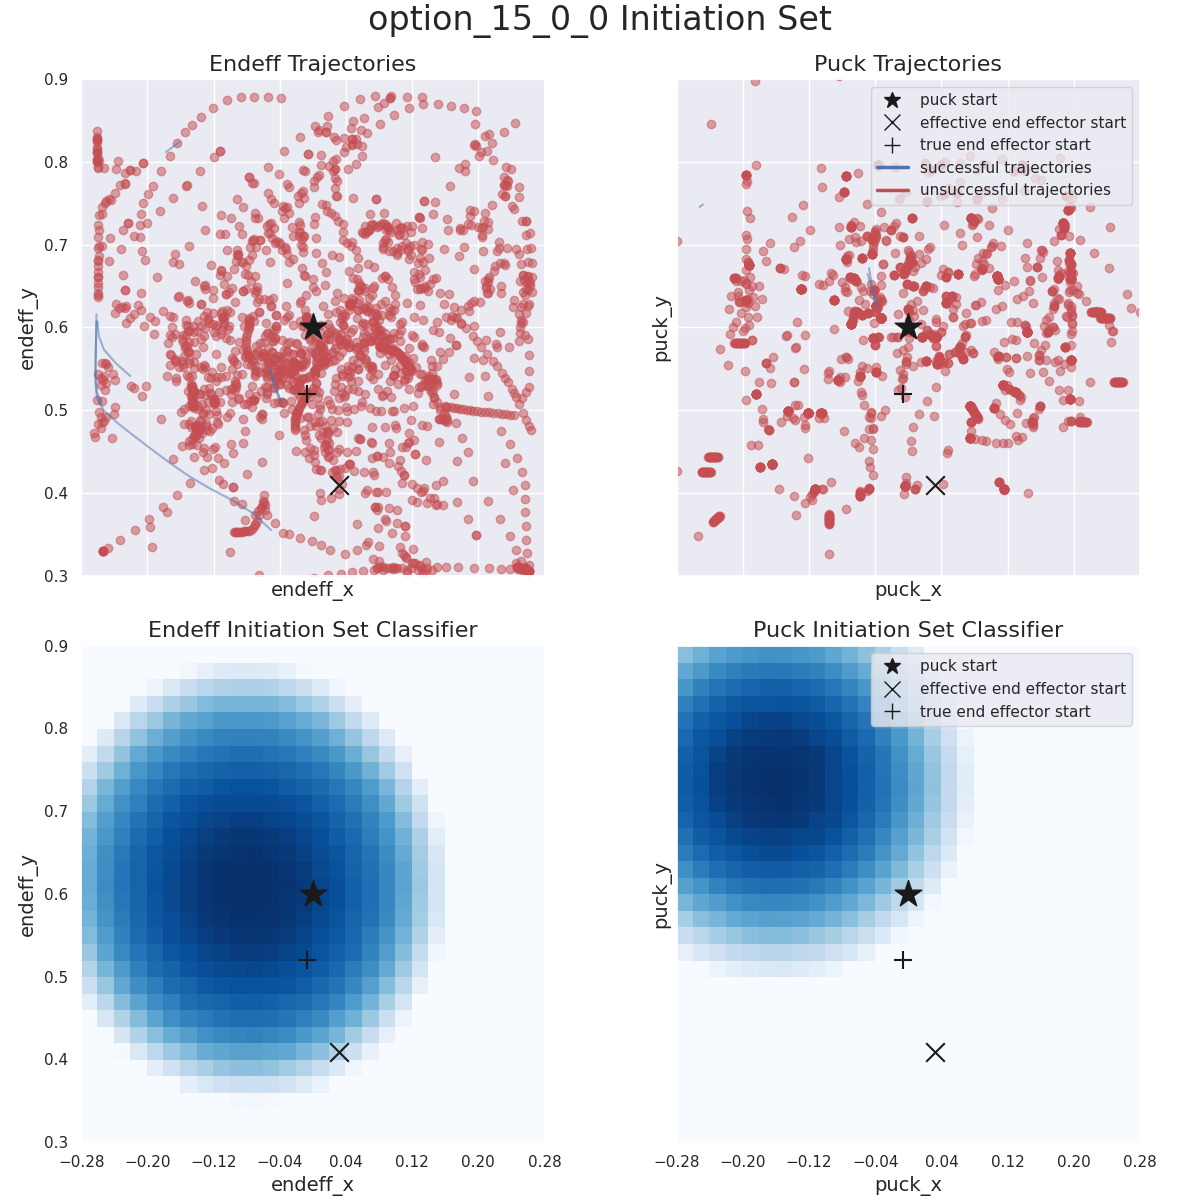 option_15_0_0 Initiation Set
Endeff Trajectories
Puck Trajectories
0.9
0.8
0.7
0.6
0.5
0.4
0.3
endeff_y
endeff_x
puck_y
puck_x
puck start
effective end effector start
true end effector start
successful trajectories
unsuccessful trajectories
Endeff Initiation Set Classifier
Puck Initiation Set Classifier
0.9
0.8
0.7
0.6
0.5
0.4
0.3
endeff_y
−0.28 −0.20 −0.12 −0.04 0.04 0.12 0.20 0.28
endeff_x
puck_y
puck start
effective end effector start
true end effector start
−0.28 −0.20 −0.12 −0.04 0.04 0.12 0.20 0.28
puck_x